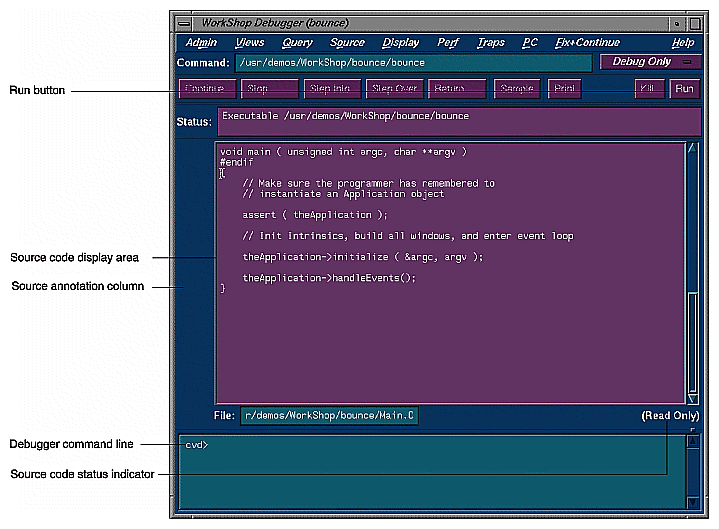 WorkShop Debugger (bounce)
Admin Views Query Source Display Perf Traps PC Fix+Continue Help
Command: /usr/demos/WorkShop/bounce/bounce Debug Only
Run button
Continue Stop Step Into Step Over Return Sample Print Kill Run
Status: Executable /usr/demos/WorkShop/bounce/bounce
void main ( unsigned int argc, char **argv )
#endif
{
// Make sure the programmer has remembered to
// instantiate an Application object
assert ( theApplication );
// Init Intrinsics, build all windows, and enter event loop
theApplication->initialize ( &argc, argv );
theApplication->handleEvents();
}
Source code display area
Source annotation column
File: r/demos/WorkShop/bounce/Main.C (Read Only)
Debugger command line
cvd>
Source code status indicator